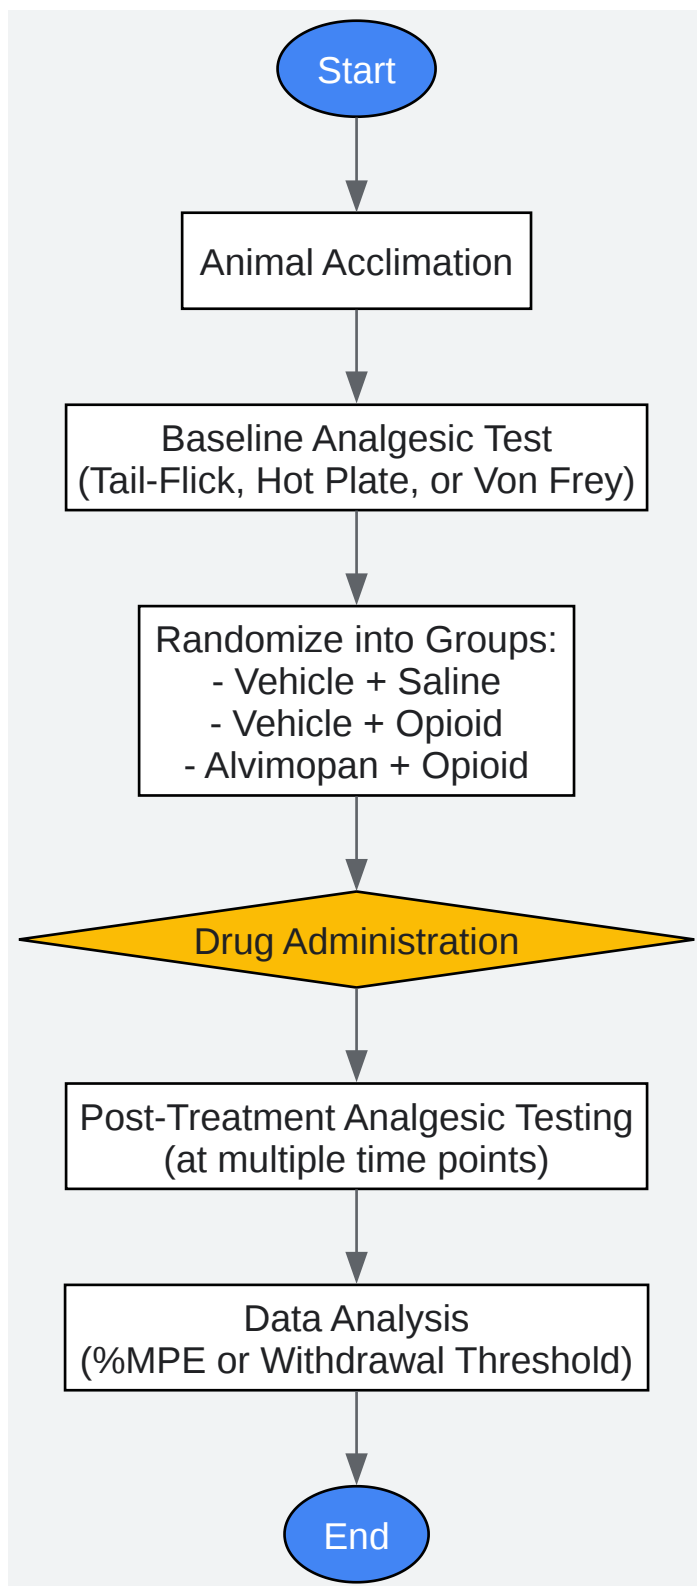 Start
Animal Acclimation
Baseline Analgesic Test
(Tail-Flick, Hot Plate, or Von Frey)
Randomize into Groups:
- Vehicle + Saline
- Vehicle + Opioid
- Alvimopan + Opioid
Drug Administration
Post-Treatment Analgesic Testing
(at multiple time points)
Data Analysis
(%MPE or Withdrawal Threshold)
End